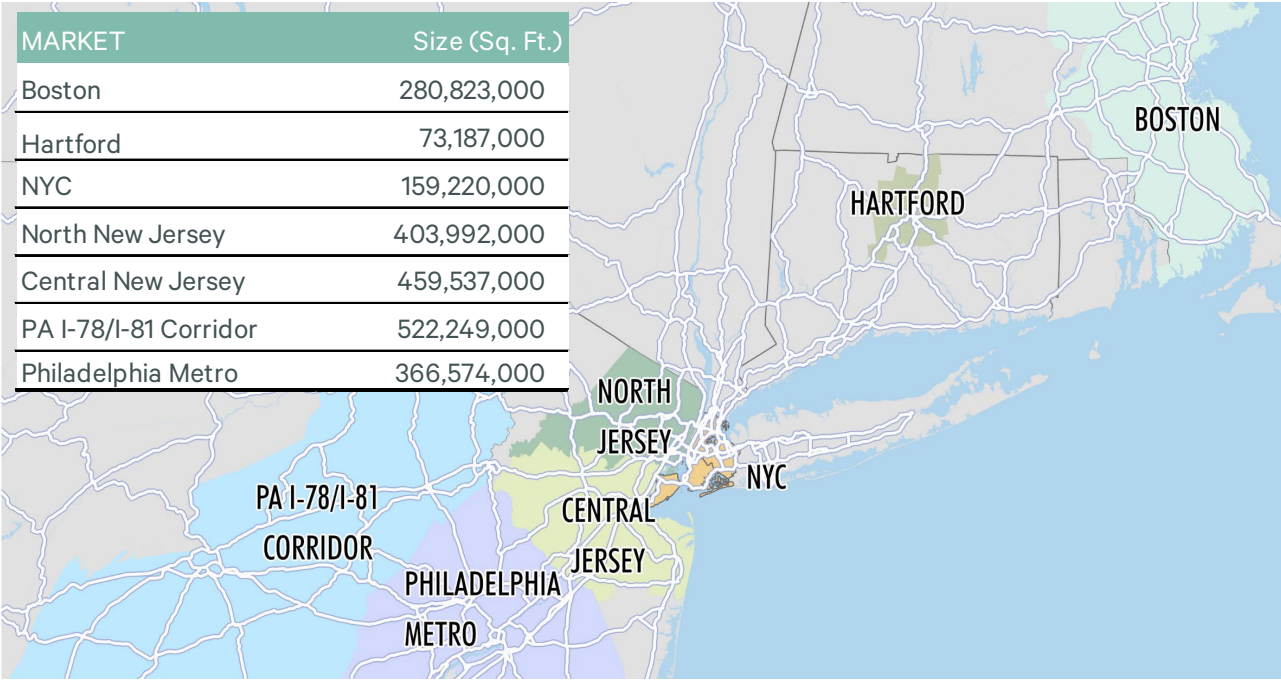 MARKET Size (Sq. Ft.)
Boston 280,823,000
Hartford 73,187,000
NYC 159,220,000
North New Jersey 403,992,000
Central New Jersey 459,537,000
PA I-78/I-81 Corridor 522,249,000
Philadelphia Metro 366,574,000
BOSTON
HARTFORD
NORTH
JERSEY
NYC
PA I-78/I-81
CORRIDOR
CENTRAL
JERSEY
PHILADELPHIA
METRO